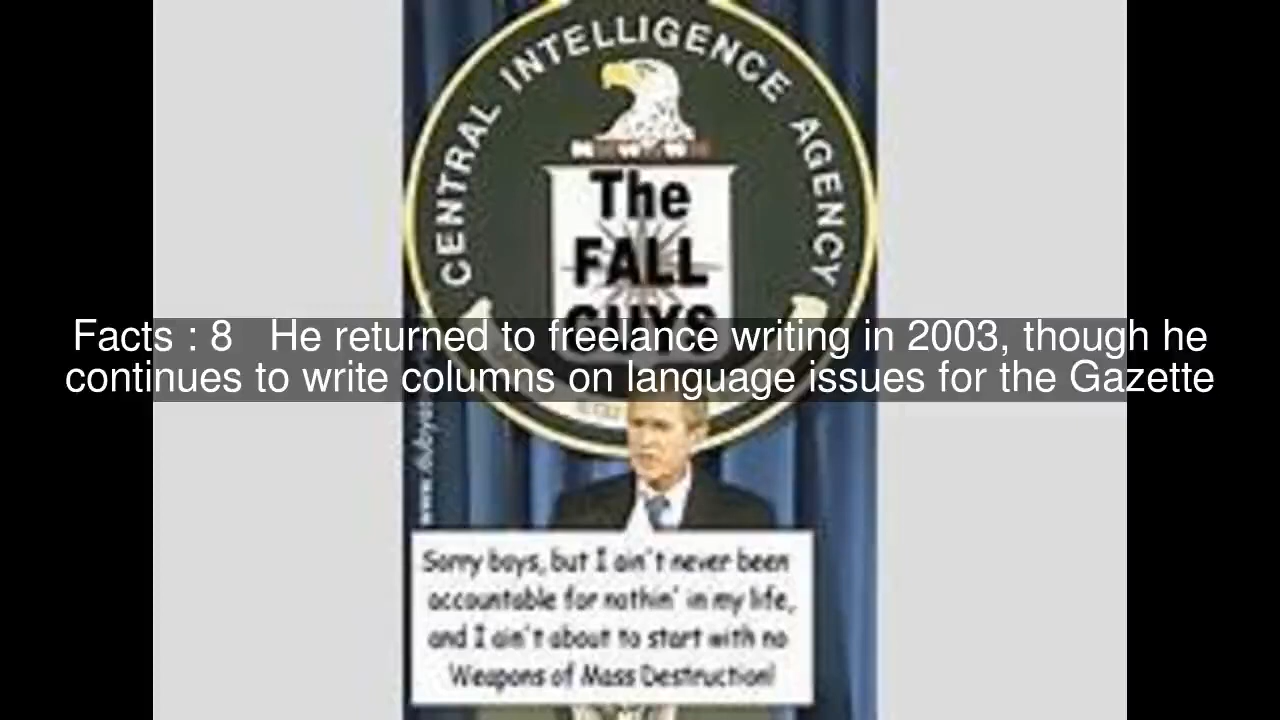 CENTRAL INTELLIGENCE AGENCY
The
FALL
GUYS
Facts : 8 He returned to freelance writing in 2003, though he
continues to write columns on language issues for the Gazette
Sorry boys, but I ain't never been
accountable for nothin' in my life,
and I ain't about to start with no
Weapons of Mass Destruction!